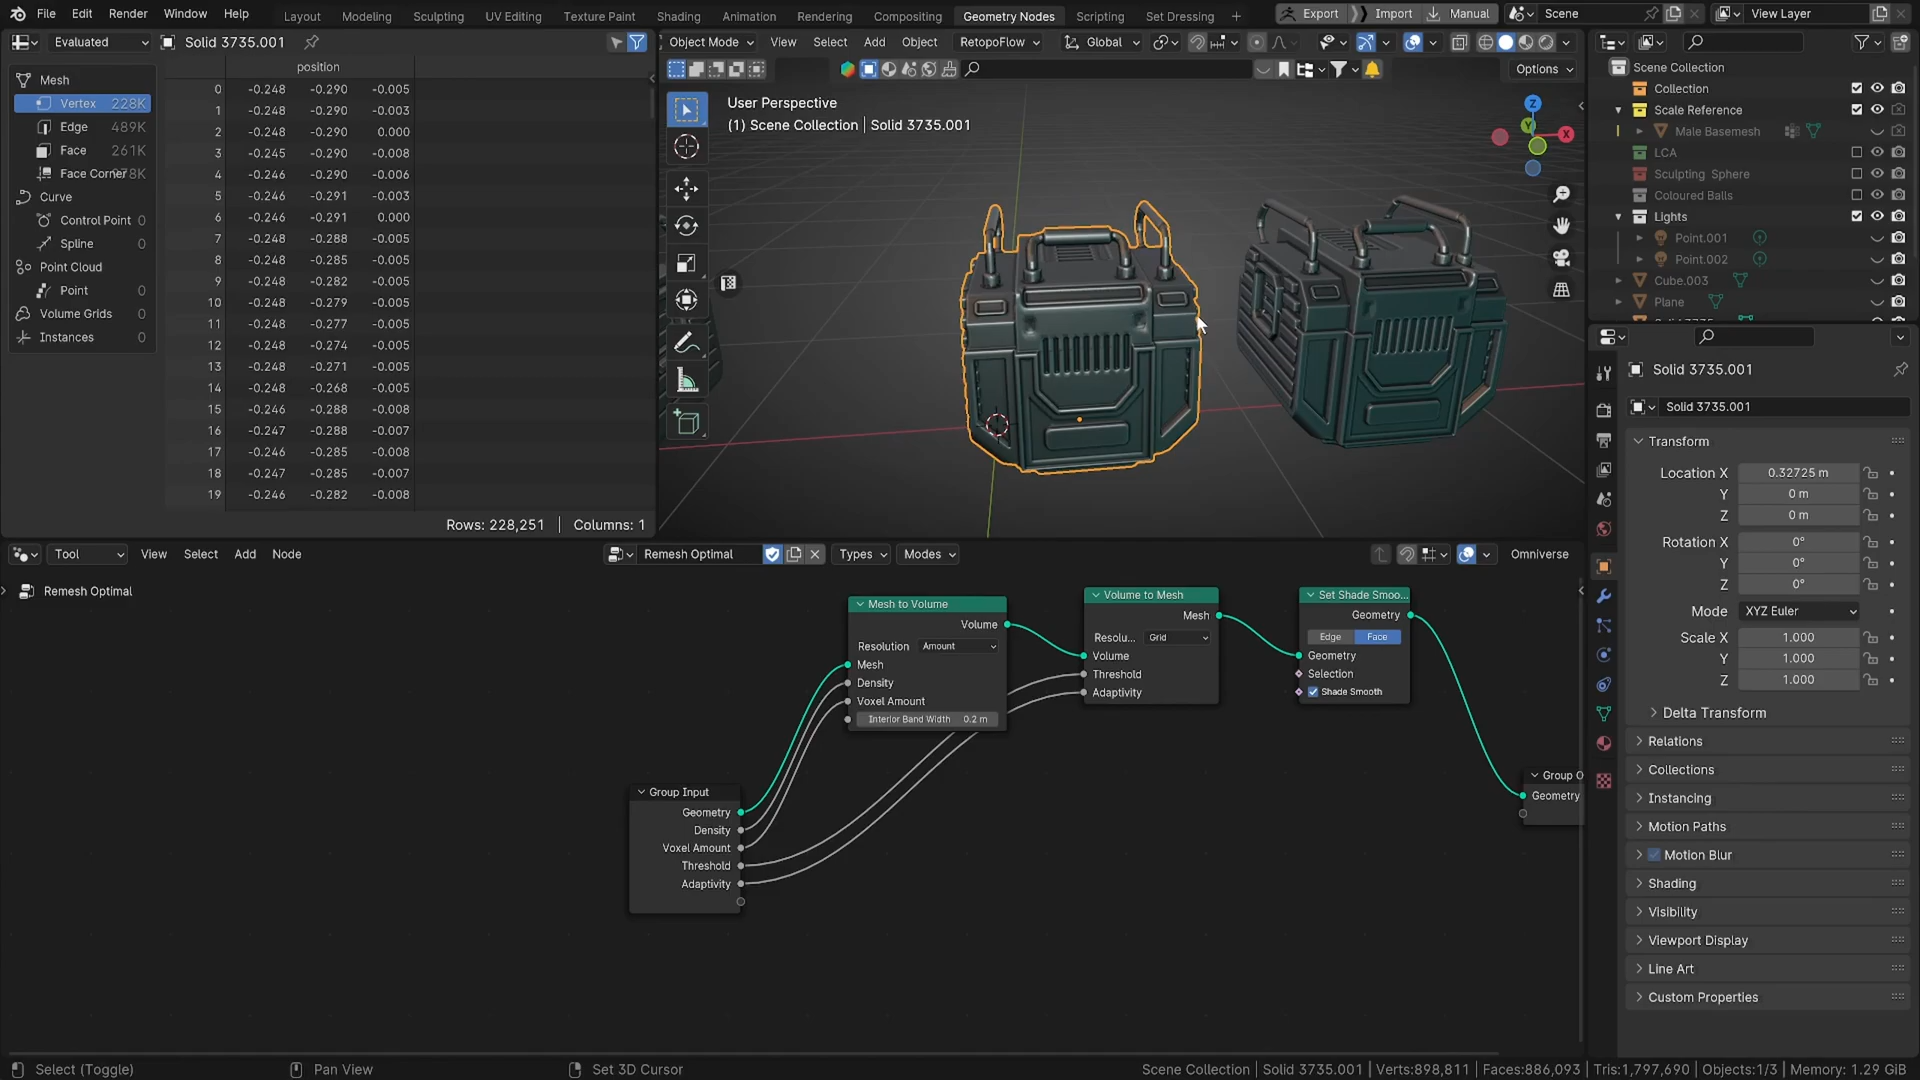 File Edit Render Window Help Layout Modeling Sculpting UV Editing Texture Paint Shading Animation Rendering Compositing Geometry Nodes Scripting Set Dressing + Export Import Manual Scene View Layer
Evaluated Solid 3735.001
Object Mode View Select Add Object RetopoFlow Global
Options
position
Mesh
Vertex 228K
Edge 489K
Face 261K
Curve
Control Point 0
Spline 0
Point Cloud
Point 0
Volume Grids 0
Instances 0
0 -0.248 -0.290 -0.005
1 -0.248 -0.290 -0.003
2 -0.248 -0.290 0.000
3 -0.245 -0.290 -0.008
4 -0.246 -0.290 -0.006
5 -0.246 -0.291 -0.003
6 -0.246 -0.291 0.000
7 -0.248 -0.288 -0.005
8 -0.248 -0.285 -0.005
9 -0.248 -0.282 -0.005
10 -0.248 -0.279 -0.005
11 -0.248 -0.277 -0.005
12 -0.248 -0.274 -0.005
13 -0.248 -0.271 -0.005
14 -0.248 -0.268 -0.005
15 -0.246 -0.288 -0.008
16 -0.247 -0.288 -0.007
17 -0.246 -0.285 -0.008
18 -0.247 -0.285 -0.007
19 -0.246 -0.282 -0.008
Rows: 228,251 | Columns: 1
User Perspective
(1) Scene Collection | Solid 3735.001
Z
Y
X
Scene Collection
Collection
Scale Reference
Male Basemesh
LCA
Sculpting Sphere
Coloured Balls
Lights
Point.001
Point.002
Cube.003
Plane
Solid 3735.001
Solid 3735.001
Transform
Location X 0.32725 m
Y 0 m
Z 0 m
Rotation X 0°
Y 0°
Z 0°
Mode XYZ Euler
Scale X 1.000
Y 1.000
Z 1.000
Delta Transform
Relations
Collections
Instancing
Motion Paths
Motion Blur
Shading
Visibility
Viewport Display
Line Art
Custom Properties
Tool View Select Add Node Remesh Optimal Types Modes Omniverse
Remesh Optimal
Mesh to Volume
Volume
Resolution Amount
Mesh
Density
Voxel Amount
Interior Band Width 0.2 m
Volume to Mesh
Mesh
Resolu... Grid
Volume
Threshold
Adaptivity
Set Shade Smoo...
Geometry
Edge Face
Geometry
Selection
Shade Smooth
Group Input
Geometry
Density
Voxel Amount
Threshold
Adaptivity
Group O
Geometry
Select (Toggle) Pan View Set 3D Cursor Scene Collection | Solid 3735.001 | Verts:898,811 | Faces:886,093 | Tris:1,797,690 | Objects:1/3 | Memory: 1.29 GiB